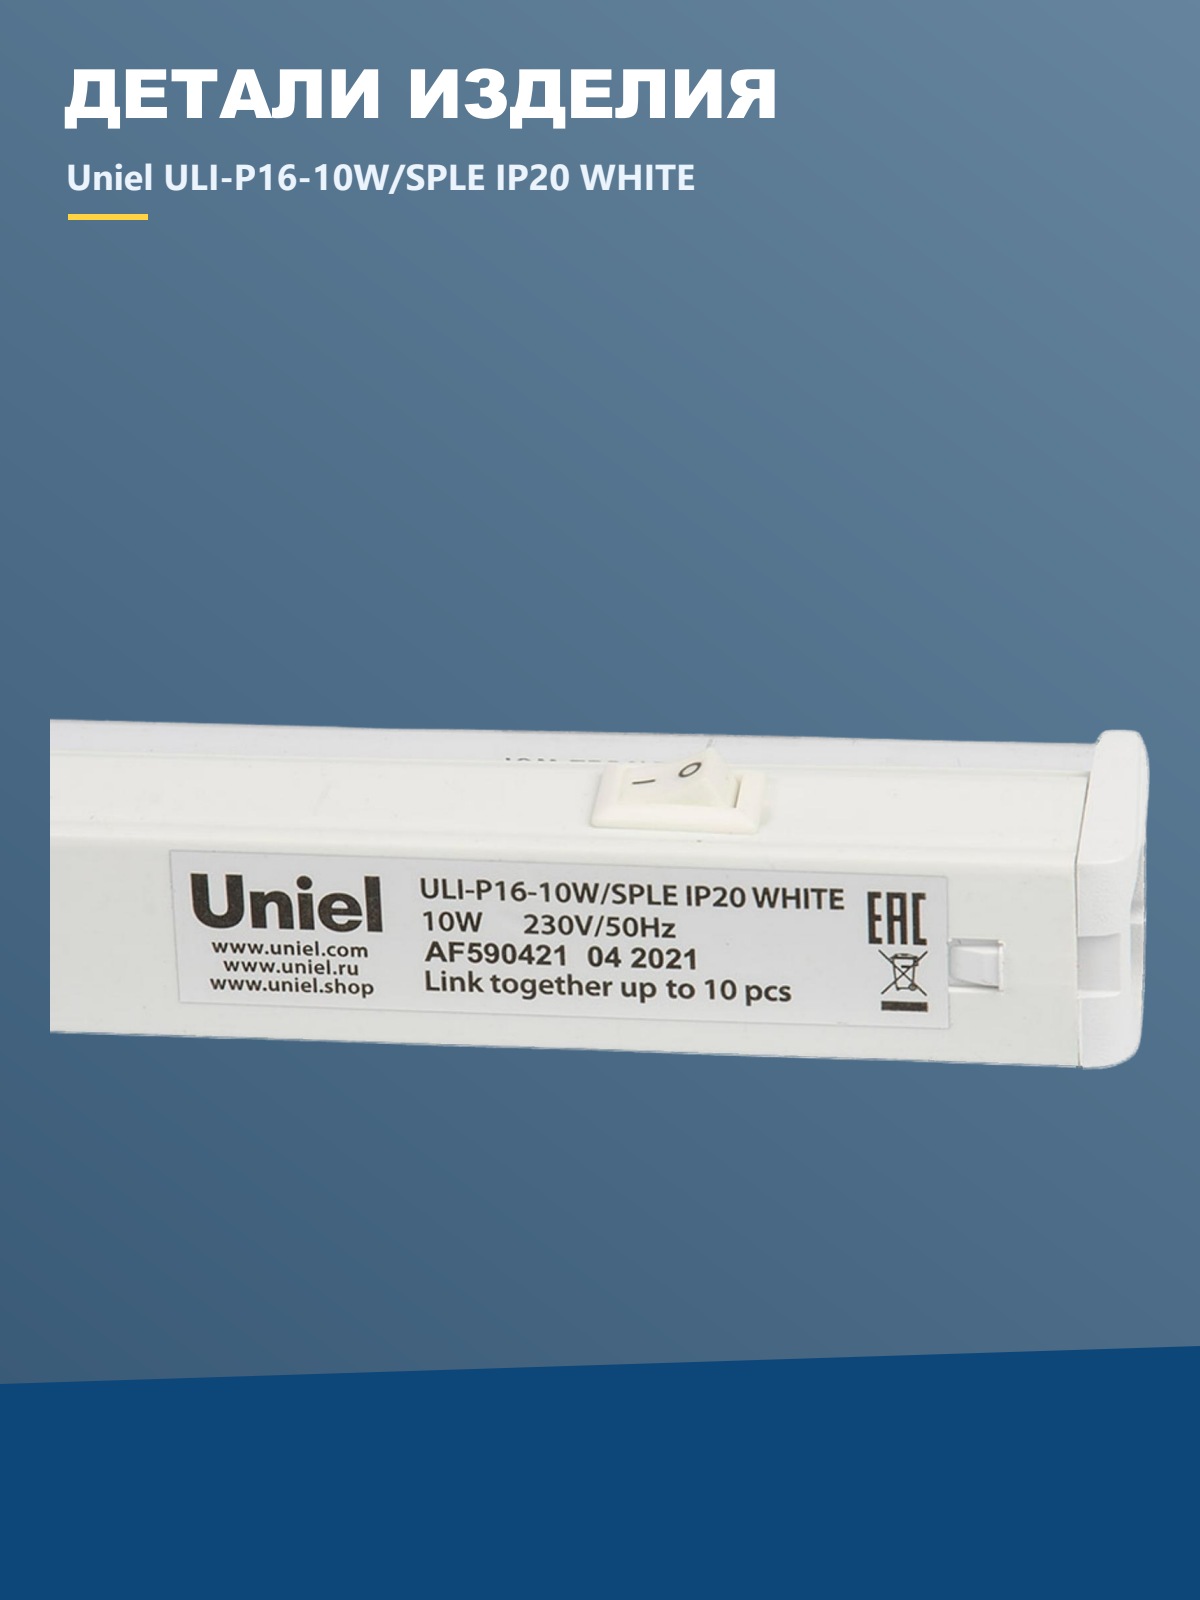 ДЕТАЛИ ИЗДЕЛИЯ
Uniel ULI-P16-10W/SPLE IP20 WHITE
Uniel
www.uniel.com
www.uniel.ru
www.uniel.shop
ULI-P16-10W/SPLE IP20 WHITE
10W 230V/50Hz
AF590421 04 2021
Link together up to 10 pcs
EAC